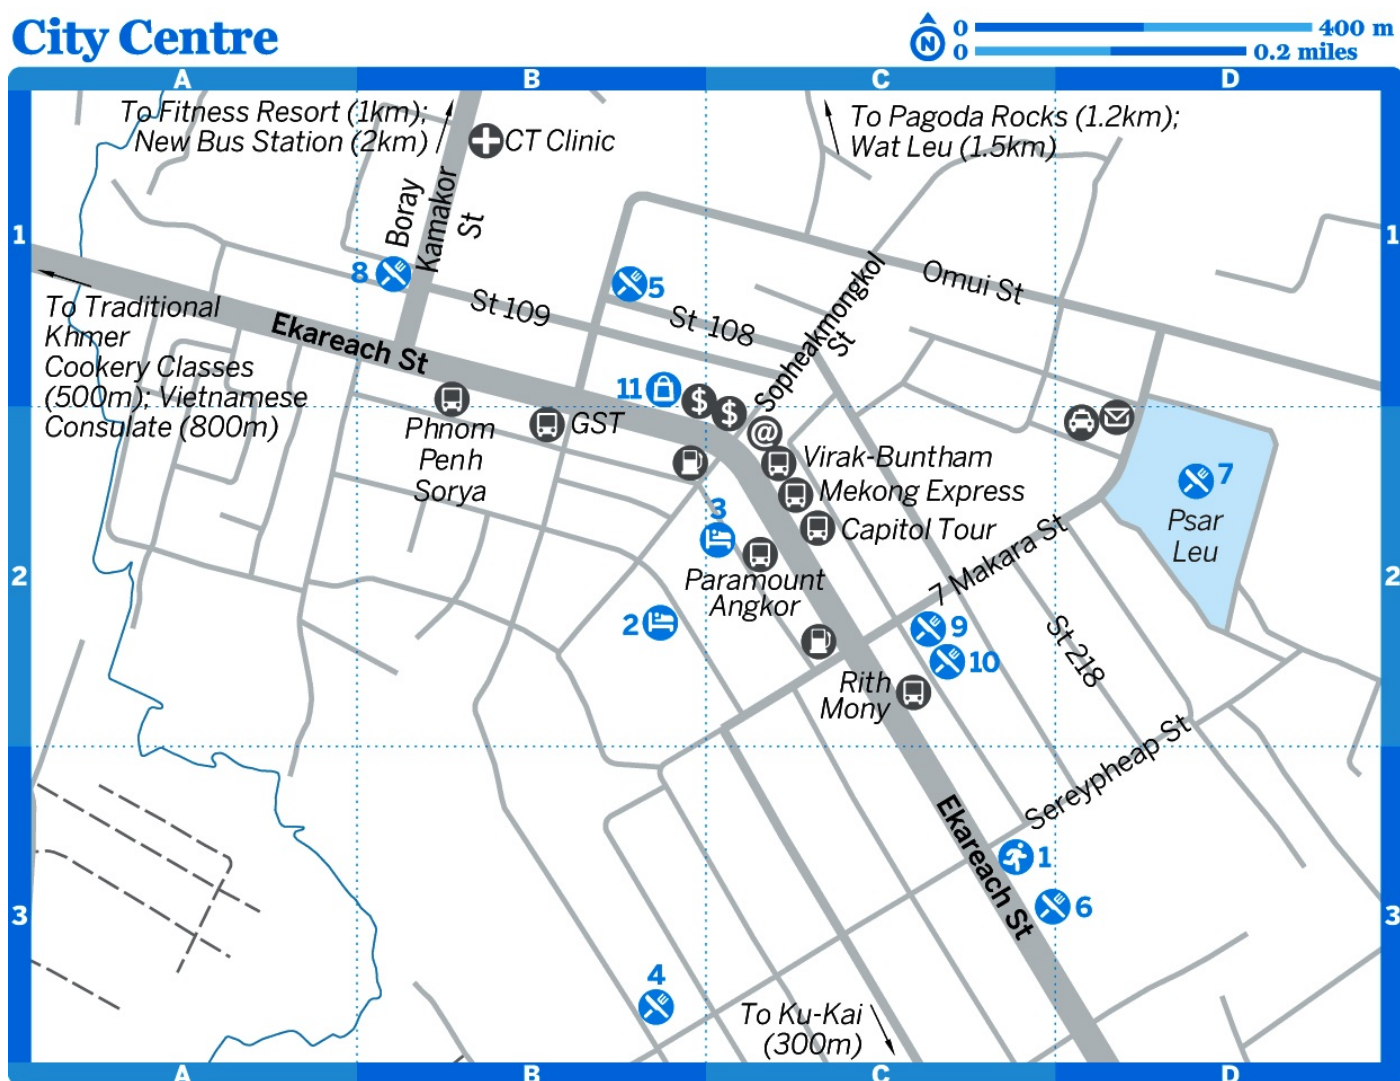 City Centre
0 400 m
N
0 0.2 miles
A B C D
To Fitness Resort (1km);
New Bus Station (2km)
CT Clinic
To Pagoda Rocks (1.2km);
Wat Leu (1.5km)
Boray
Kamakor
St
1 1
8
5
Omui St
To Traditional
Khmer
Cookery Classes
(500m); Vietnamese
Consulate (800m)
Ekareach St
St 109
St 108
Sopheakmongkol
St
11
$
$
@
GST
Phnom
Penh
Sorya
Virak-Buntham
Mekong Express
Capitol Tour
7
Psar
Leu
3
2 2
Paramount
Angkor
7 Makara St
2
9
10
St 218
Rith
Mony
Sereypheap St
Ekareach St
1
6
3 3
4
To Ku-Kai
(300m)
A B C D